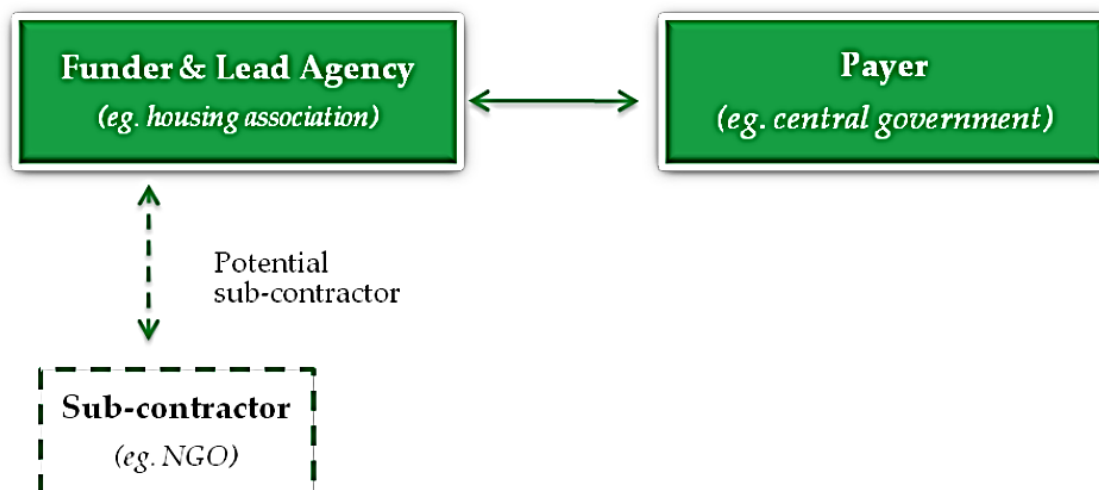 Funder & Lead Agency
(eg. housing association)
Payer
(eg. central government)
Potential
sub-contractor
Sub-contractor
(eg. NGO)